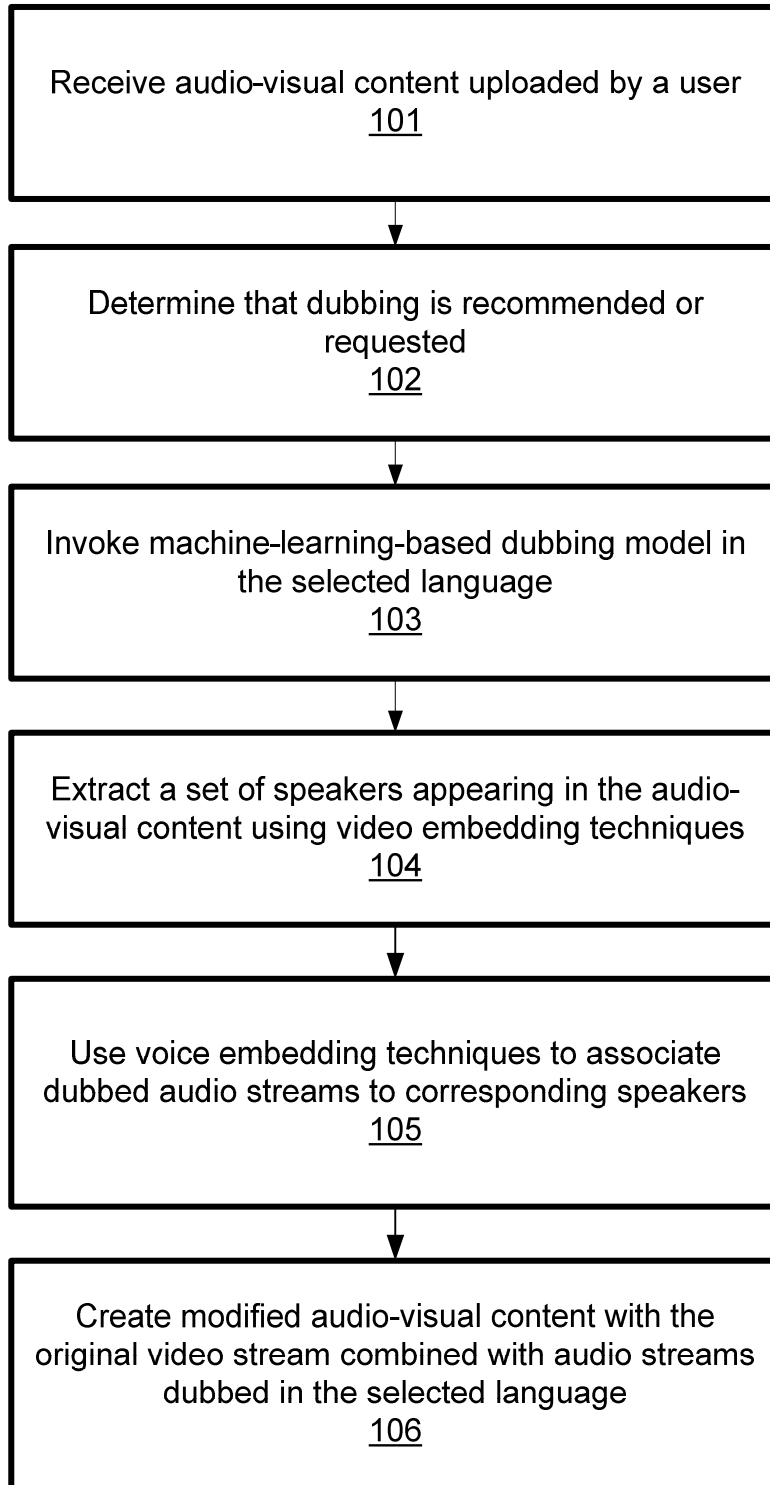 Receive audio-visual content uploaded by a user
101
Determine that dubbing is recommended or
requested
102
Invoke machine-learning-based dubbing model in
the selected language
103
Extract a set of speakers appearing in the audio-
visual content using video embedding techniques
104
Use voice embedding techniques to associate
dubbed audio streams to corresponding speakers
105
Create modified audio-visual content with the
original video stream combined with audio streams
dubbed in the selected language
106